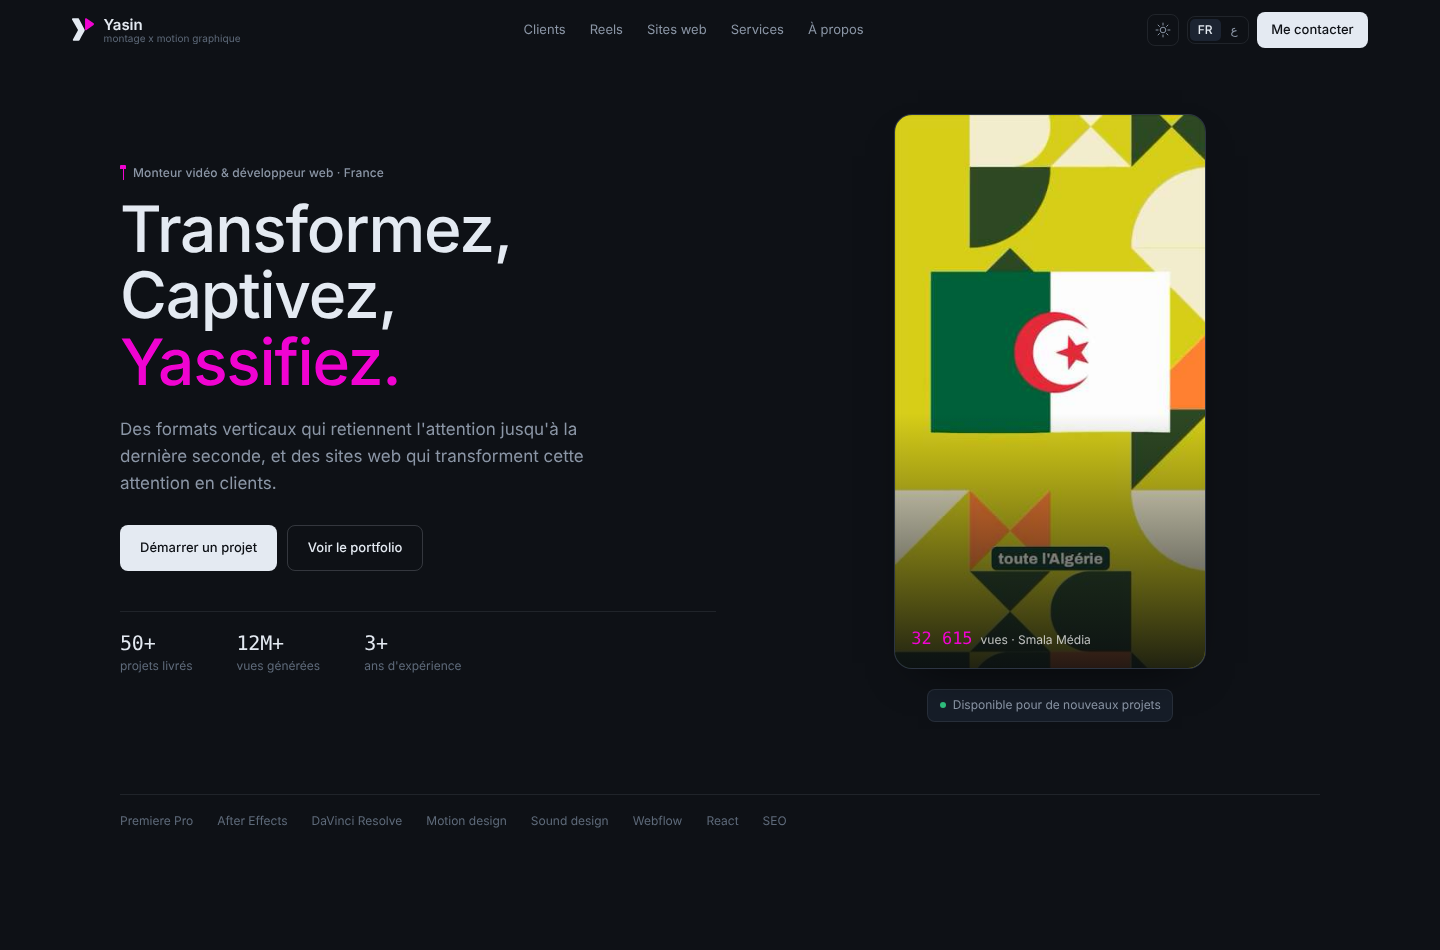 Yasin
montage x motion graphique
Clients
Reels
Sites web
Services
À propos
FR
ع
Me contacter
Monteur vidéo & développeur web · France
Transformez,
Captivez,
Yassifiez.
Des formats verticaux qui retiennent l'attention jusqu'à la
dernière seconde, et des sites web qui transforment cette
attention en clients.
Démarrer un projet
Voir le portfolio
50+
projets livrés
12M+
vues générées
3+
ans d'expérience
toute l'Algérie
32 615 vues · Smala Média
Disponible pour de nouveaux projets
Premiere Pro
After Effects
DaVinci Resolve
Motion design
Sound design
Webflow
React
SEO